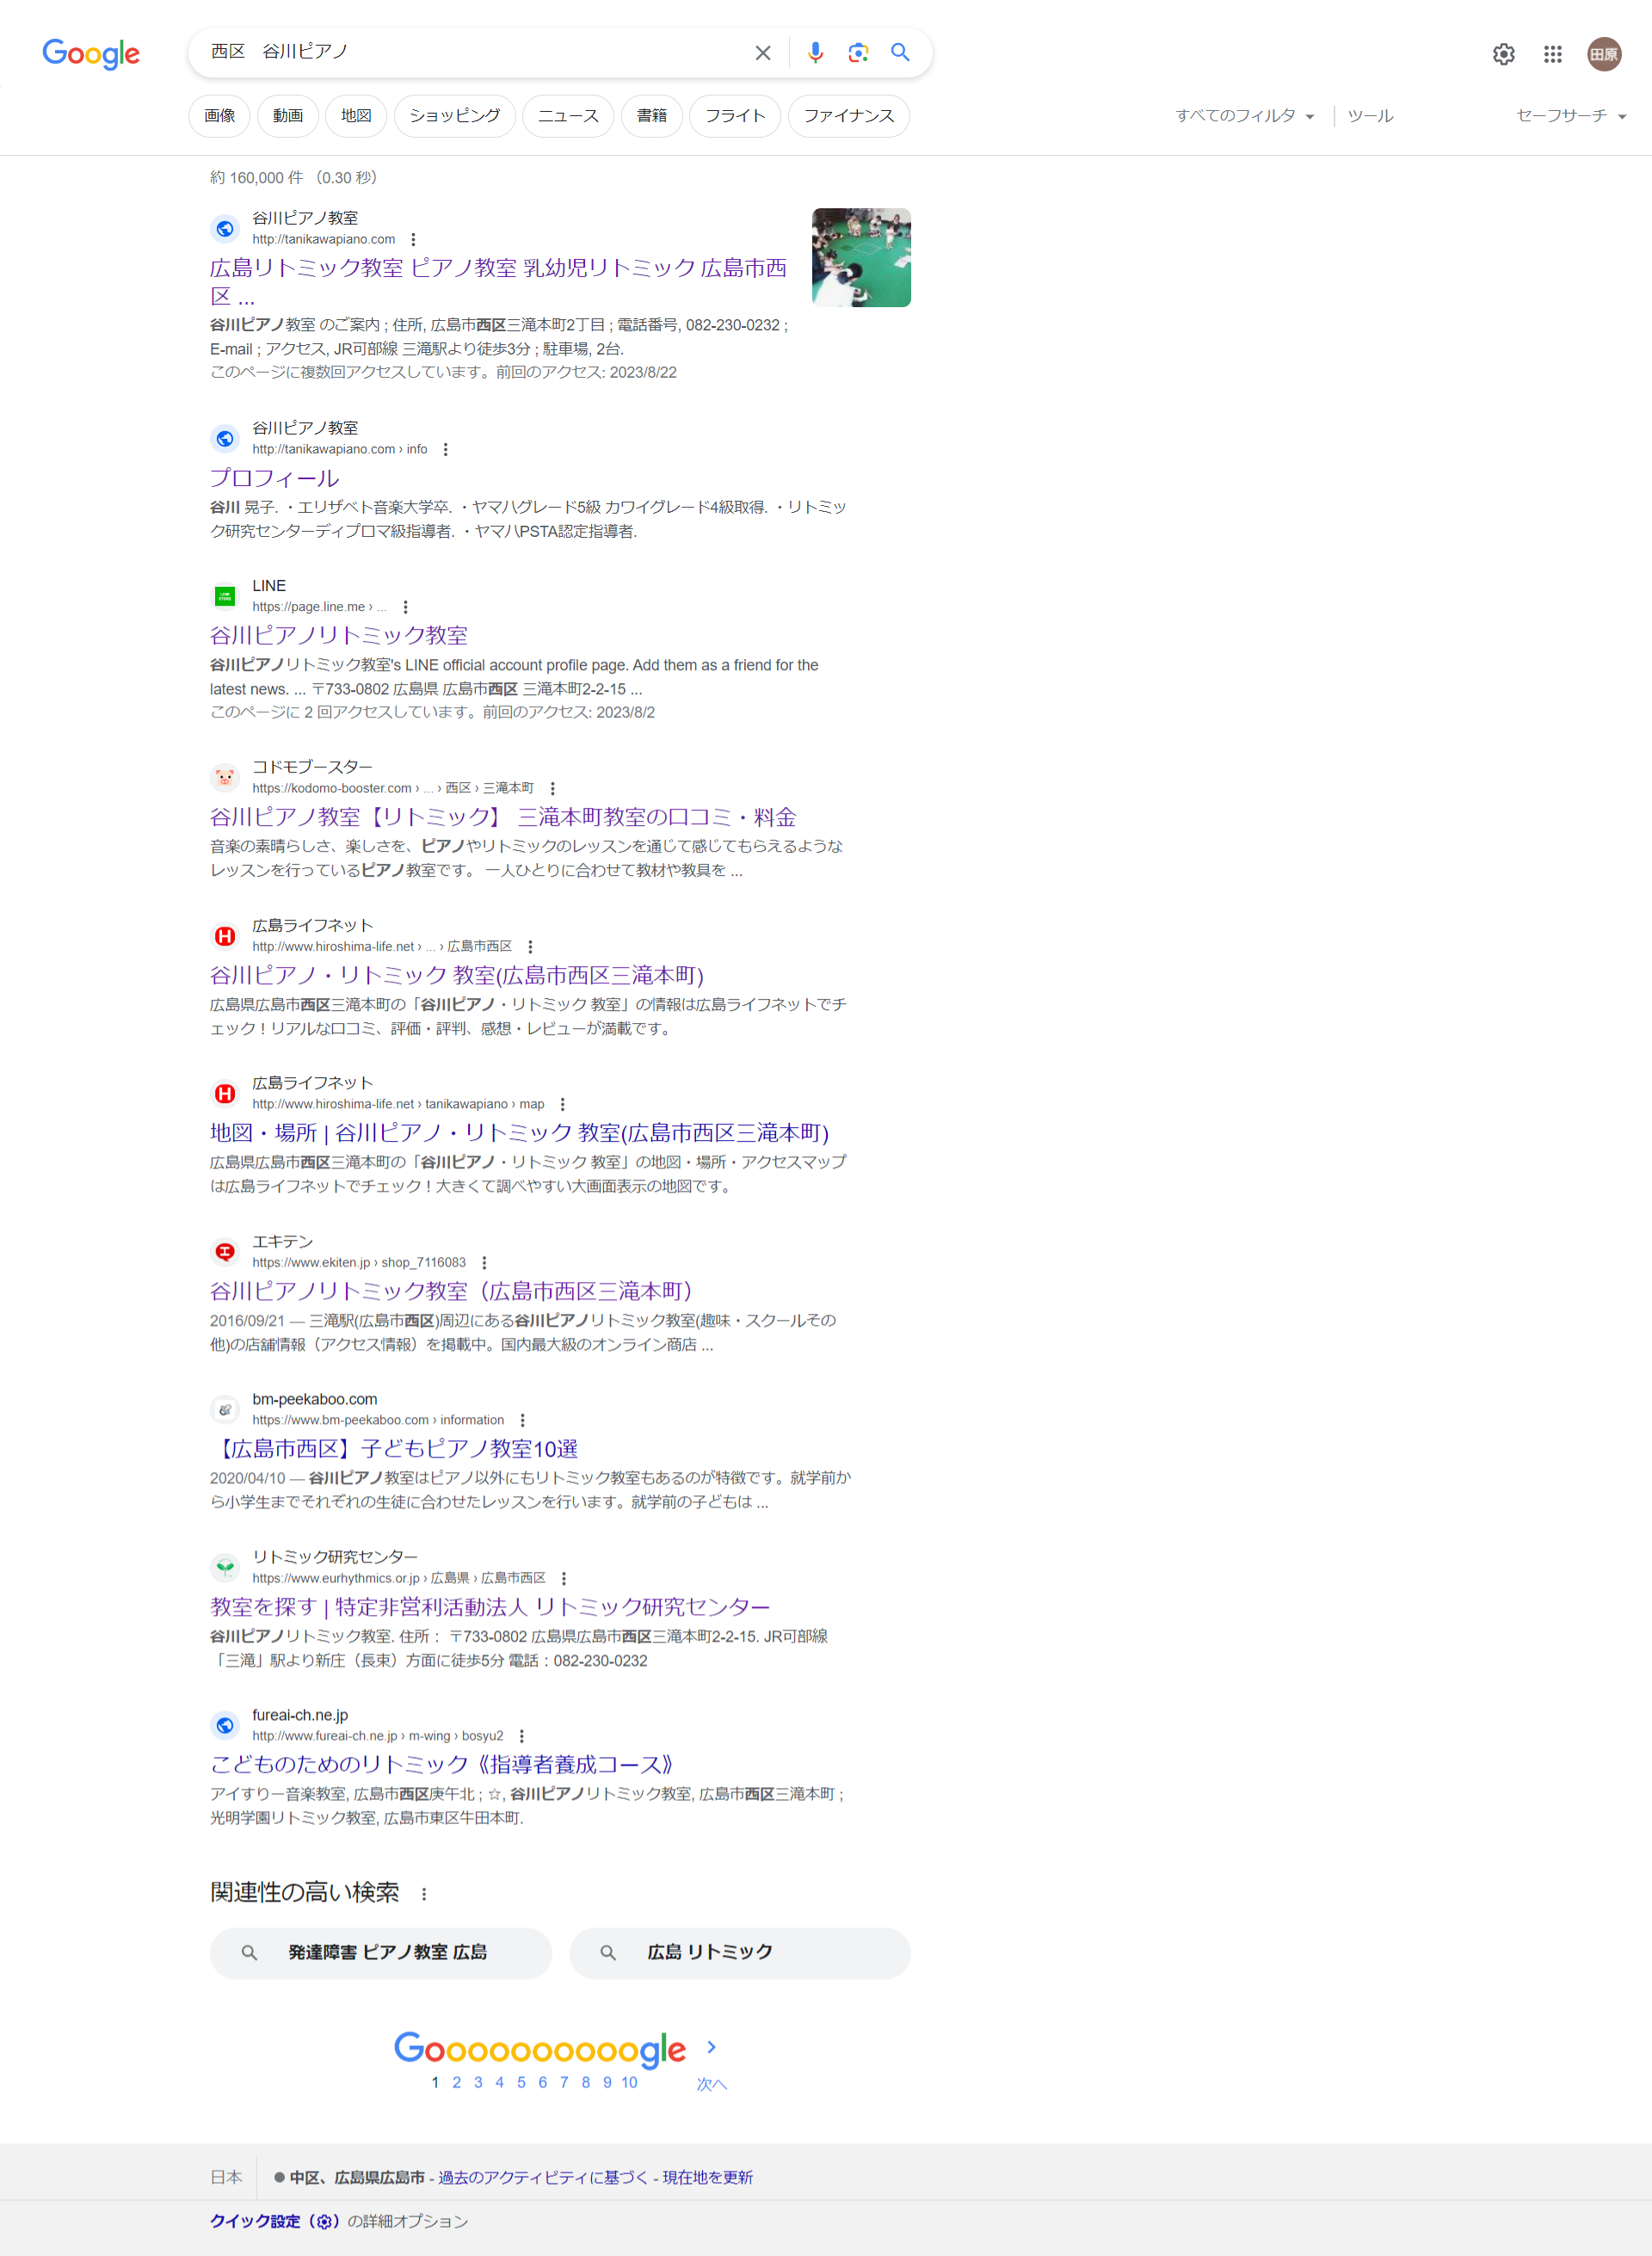 Google
西区　谷川ピアノ
田原
画像
動画
地図
ショッピング
ニュース
書籍
フライト
ファイナンス
すべてのフィルタ
ツール
セーフサーチ
約 160,000 件 （0.30 秒）
谷川ピアノ教室
http://tanikawapiano.com
広島リトミック教室 ピアノ教室 乳幼児リトミック 広島市西
区 ...
谷川ピアノ教室 のご案内 ; 住所, 広島市西区三滝本町2丁目 ; 電話番号, 082-230-0232 ;
E-mail ; アクセス, JR可部線 三滝駅より徒歩3分 ; 駐車場, 2台.
このページに複数回アクセスしています。前回のアクセス: 2023/8/22
谷川ピアノ教室
http://tanikawapiano.com › info
プロフィール
谷川 晃子. ・エリザベト音楽大学卒. ・ヤマハグレード5級 カワイグレード4級取得. ・リトミッ
ク研究センターディプロマ級指導者. ・ヤマハPSTA認定指導者.
LINE
https://page.line.me › ...
谷川ピアノリトミック教室
谷川ピアノリトミック教室's LINE official account profile page. Add them as a friend for the
latest news. ... 〒733-0802 広島県 広島市西区 三滝本町2-2-15 ...
このページに 2 回アクセスしています。前回のアクセス: 2023/8/2
コドモブースター
https://kodomo-booster.com › ... › 西区 › 三滝本町
谷川ピアノ教室【リトミック】 三滝本町教室の口コミ・料金
音楽の素晴らしさ、楽しさを、ピアノやリトミックのレッスンを通じて感じてもらえるような
レッスンを行っているピアノ教室です。 一人ひとりに合わせて教材や教具を ...
広島ライフネット
http://www.hiroshima-life.net › ... › 広島市西区
谷川ピアノ・リトミック 教室(広島市西区三滝本町)
広島県広島市西区三滝本町の「谷川ピアノ・リトミック 教室」の情報は広島ライフネットでチ
ェック！リアルな口コミ、評価・評判、感想・レビューが満載です。
広島ライフネット
http://www.hiroshima-life.net › tanikawapiano › map
地図・場所 | 谷川ピアノ・リトミック 教室(広島市西区三滝本町)
広島県広島市西区三滝本町の「谷川ピアノ・リトミック 教室」の地図・場所・アクセスマップ
は広島ライフネットでチェック！大きくて調べやすい大画面表示の地図です。
エキテン
https://www.ekiten.jp › shop_7116083
谷川ピアノリトミック教室（広島市西区三滝本町）
2016/09/21 — 三滝駅(広島市西区)周辺にある谷川ピアノリトミック教室(趣味・スクールその
他)の店舗情報（アクセス情報）を掲載中。国内最大級のオンライン商店 ...
bm-peekaboo.com
https://www.bm-peekaboo.com › information
【広島市西区】子どもピアノ教室10選
2020/04/10 — 谷川ピアノ教室はピアノ以外にもリトミック教室もあるのが特徴です。就学前か
ら小学生までそれぞれの生徒に合わせたレッスンを行います。就学前の子どもは ...
リトミック研究センター
https://www.eurhythmics.or.jp › 広島県 › 広島市西区
教室を探す | 特定非営利活動法人 リトミック研究センター
谷川ピアノリトミック教室. 住所： 〒733-0802 広島県広島市西区三滝本町2-2-15. JR可部線
「三滝」駅より新庄（長束）方面に徒歩5分 電話：082-230-0232
fureai-ch.ne.jp
http://www.fureai-ch.ne.jp › m-wing › bosyu2
こどものためのリトミック《指導者養成コース》
アイすりー音楽教室, 広島市西区庚午北 ; ☆, 谷川ピアノリトミック教室, 広島市西区三滝本町 ;
光明学園リトミック教室, 広島市東区牛田本町.
関連性の高い検索
発達障害 ピアノ教室 広島
広島 リトミック
Goooooooooogle
1 2 3 4 5 6 7 8 9 10
次へ
日本
中区、広島県広島市 - 過去のアクティビティに基づく - 現在地を更新
クイック設定（⚙）の詳細オプション